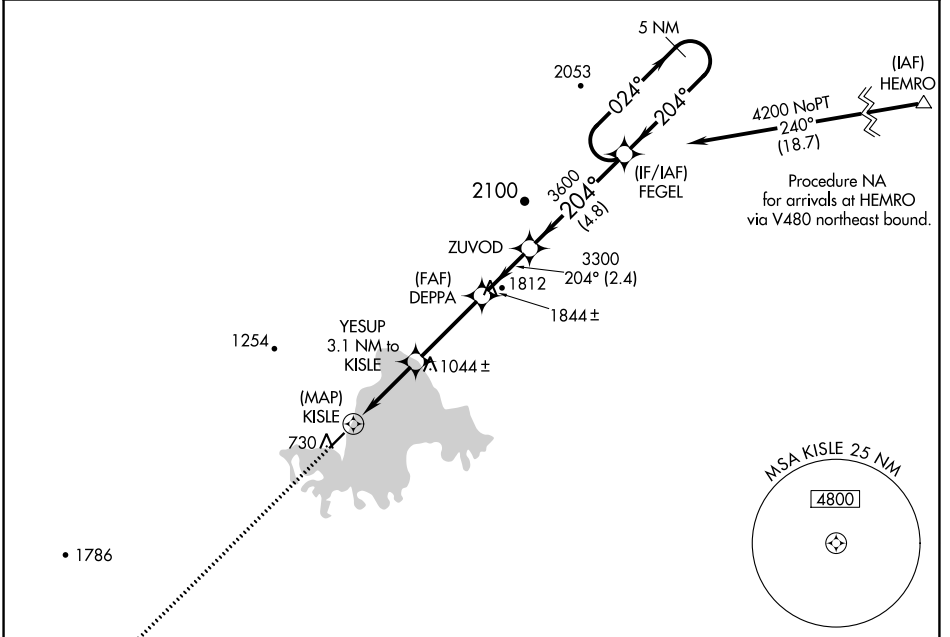 5 NM
2053
(IAF)
HEMRO
024°
204°
4200 NoPT
240°
(18.7)
(IF/IAF)
FEGEL
Procedure NA
for arrivals at HEMRO
via V480 northeast bound.
2100
3600
204°
(4.8)
ZUVOD
3300
204° (2.4)
(FAF)
DEPPA
1812
1844±
YESUP
3.1 NM to
KISLE
1254
1044±
(MAP)
KISLE
730
MSA KISLE 25 NM
4800
1786